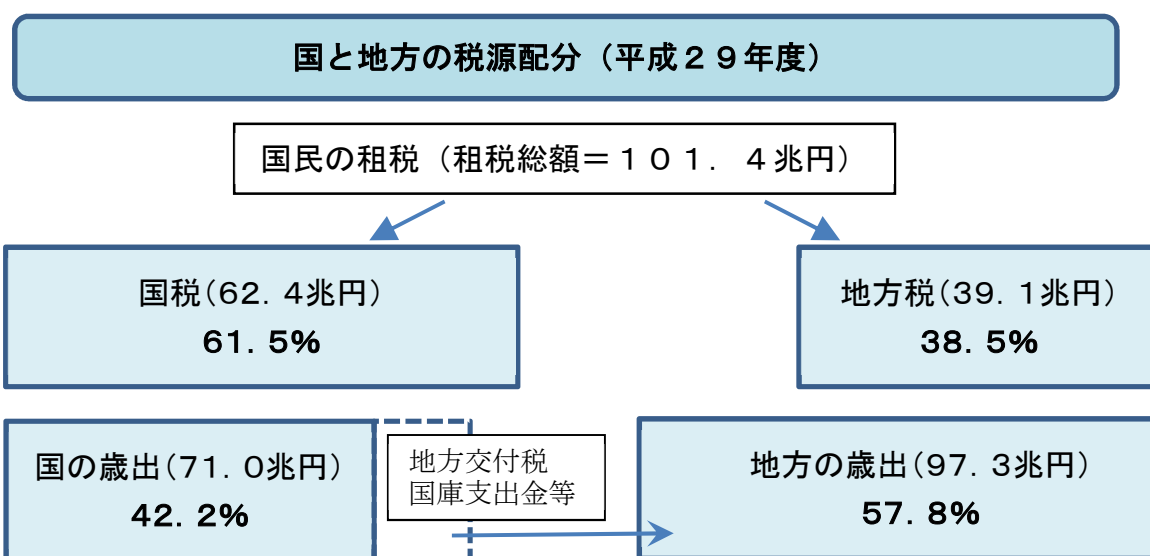 国と地方の税源配分（平成２９年度）
国民の租税（租税総額＝１０１．４兆円）
国税（６２．４兆円）
６１．５％
地方税（３９．１兆円）
３８．５％
国の歳出（７１．０兆円）
４２．２％
地方交付税
国庫支出金等
地方の歳出（９７．３兆円）
５７．８％